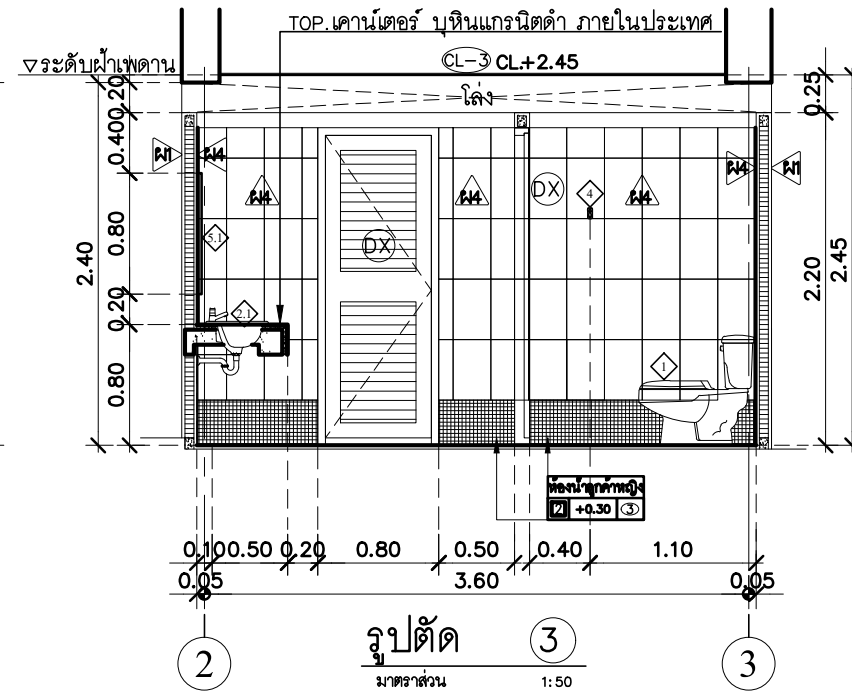 TOP.เคาน์เตอร์ บุหินแกรนิตดำ ภายในประเทศ
ระดับฝ้าเพดาน
CL-3 CL.+2.45
โล่ง
0.20
0.25
0.40
ผ1 ผ4
ผ4 ผ4 ผ4
DX 4
ผ4 ผ1
5.1
DX
0.80
2.40
2.20
2.45
0.20
2.1
0.80
1
ห้องน้ำลูกค้าหญิง
2 +0.30 3
0.10 0.50 0.20 0.80 0.50 0.40 1.10
0.05 3.60 0.05
2 รูปตัด 3 3
มาตราส่วน 1:50